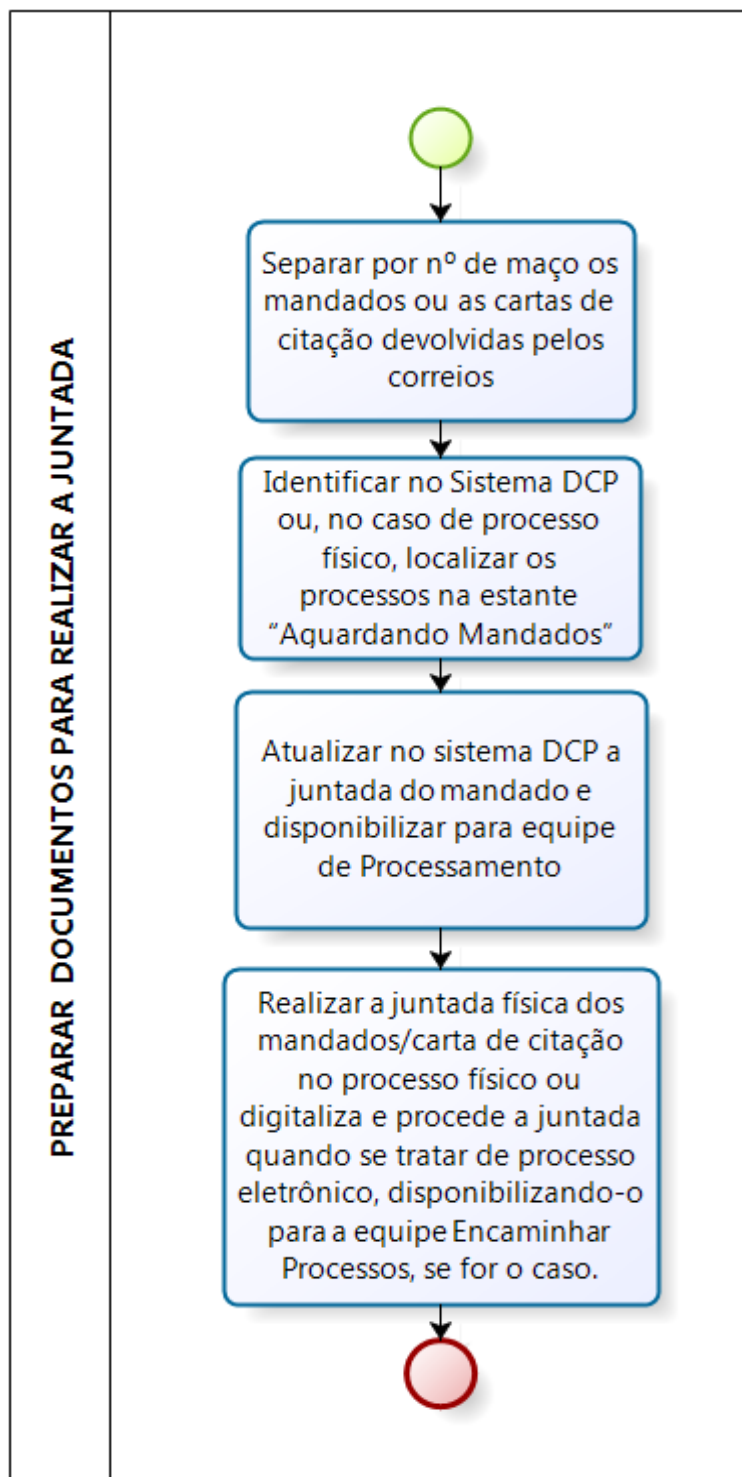 PREPARAR DOCUMENTOS PARA REALIZAR A JUNTADA
Separar por nº de maço os
mandados ou as cartas de
citação devolvidas pelos
correios
Identificar no Sistema DCP
ou, no caso de processo
físico, localizar os
processos na estante
“Aguardando Mandados”
Atualizar no sistema DCP a
juntada do mandado e
disponibilizar para equipe
de Processamento
Realizar a juntada física dos
mandados/carta de citação
no processo físico ou
digitaliza e procede a juntada
quando se tratar de processo
eletrônico, disponibilizando-o
para a equipe Encaminhar
Processos, se for o caso.